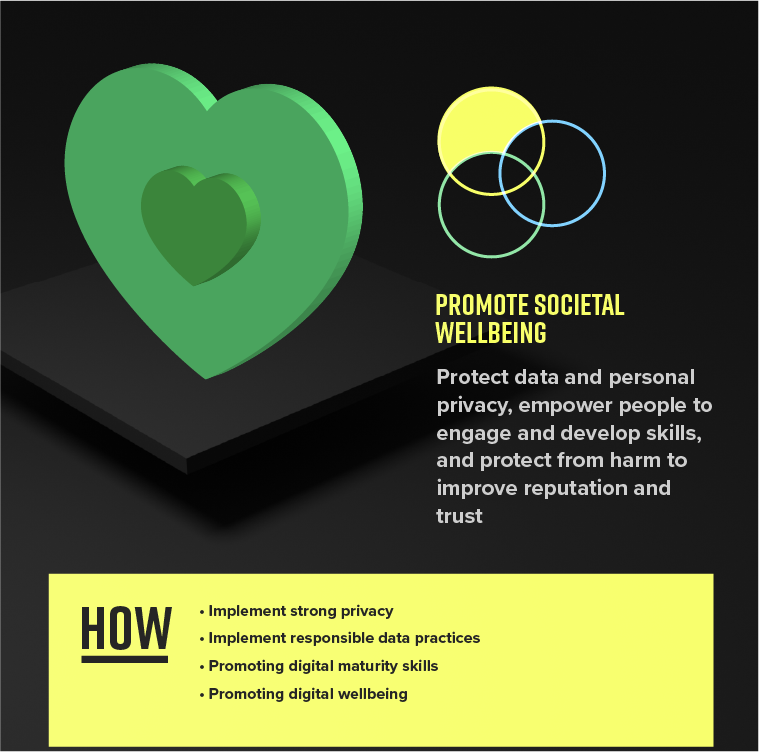 PROMOTE SOCIETAL
WELLBEING
Protect data and personal
privacy, empower people to
engage and develop skills,
and protect from harm to
improve reputation and
trust
HOW
• Implement strong privacy
• Implement responsible data practices
• Promoting digital maturity skills
• Promoting digital wellbeing